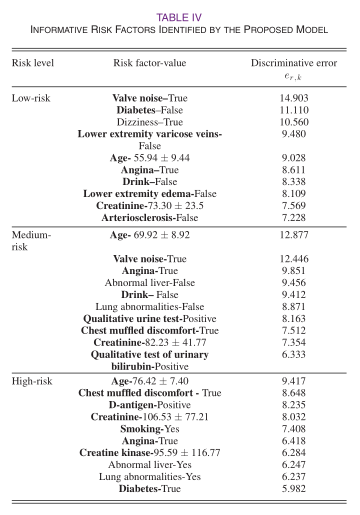 TABLE IV
INFORMATIVE RISK FACTORS IDENTIFIED BY THE PROPOSED MODEL
Risk level Risk factor-value Discriminative error
e_{r,k}
Low-risk Valve noise–True 14.903
Diabetes–False 11.110
Dizziness–True 10.560
Lower extremity varicose veins- 9.480
False
Age- 55.94 ± 9.44 9.028
Angina–True 8.611
Drink–False 8.338
Lower extremity edema-False 8.109
Creatinine-73.30 ± 23.5 7.569
Arteriosclerosis-False 7.228
Medium- Age- 69.92 ± 8.92 12.877
risk
Valve noise-True 12.446
Angina-True 9.851
Abnormal liver-False 9.456
Drink– False 9.412
Lung abnormalities-False 8.871
Qualitative urine test-Positive 8.163
Chest muffled discomfort-True 7.512
Creatinine-82.23 ± 41.77 7.354
Qualitative test of urinary 6.333
bilirubin-Positive
High-risk Age-76.42 ± 7.40 9.417
Chest muffled discomfort - True 8.648
D-antigen-Positive 8.235
Creatinine-106.53 ± 77.21 8.032
Smoking-Yes 7.408
Angina-True 6.418
Creatine kinase-95.59 ± 116.77 6.284
Abnormal liver-Yes 6.247
Lung abnormalities-Yes 6.237
Diabetes-True 5.982